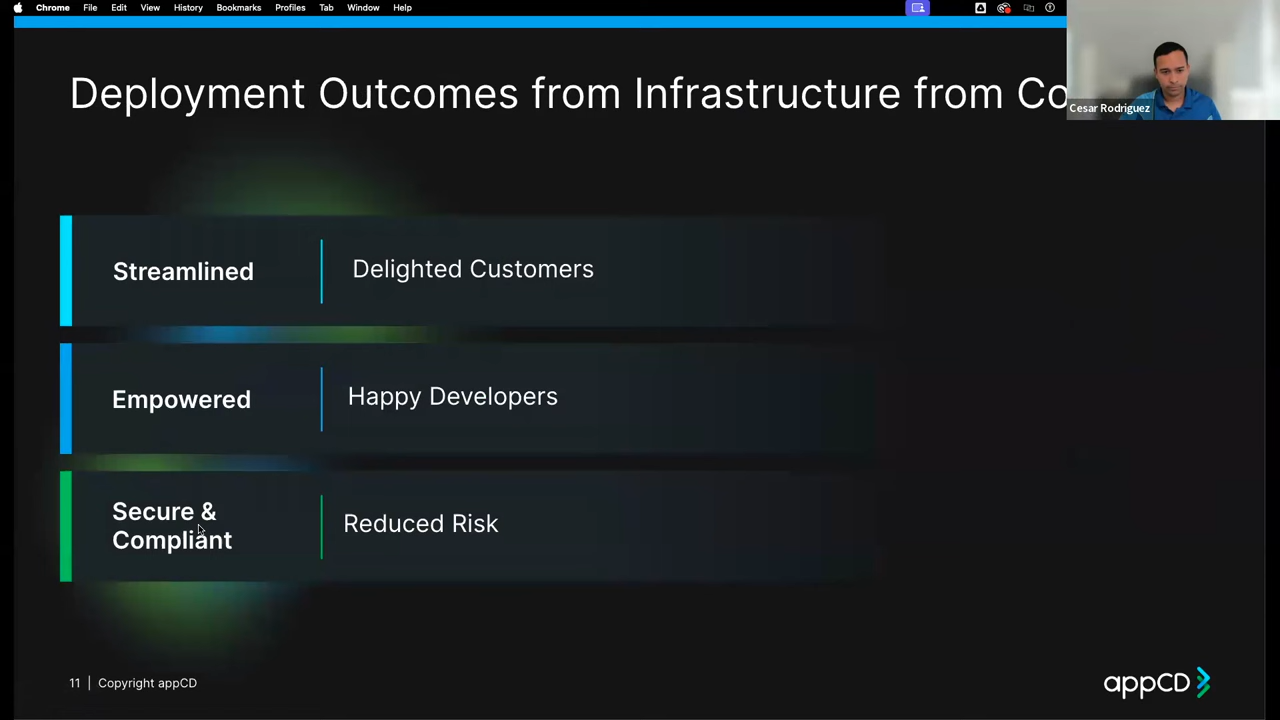 Chrome File Edit View History Bookmarks Profiles Tab Window Help
Deployment Outcomes from Infrastructure from Co
Cesar Rodriguez
Streamlined
Delighted Customers
Empowered
Happy Developers
Secure &
Compliant
Reduced Risk
11 | Copyright appCD
appCD